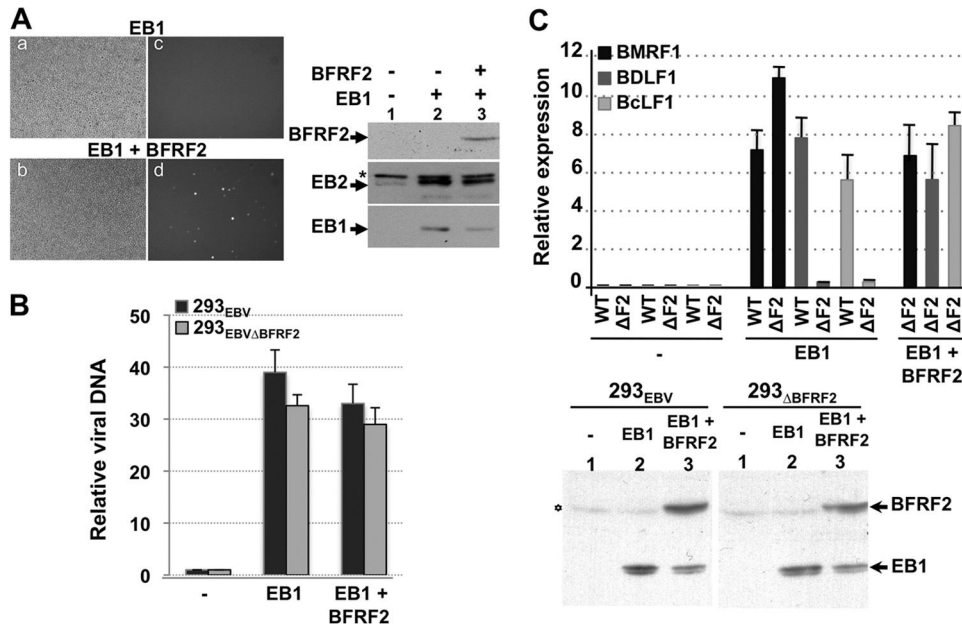 A
EB1
a
c
EB1 + BFRF2
b
d
BFRF2 - - +
EB1 - + +
1 2 3
BFRF2
*
EB2
EB1
B
293EBV
293EBVΔBFRF2
Relative viral DNA
50
40
30
20
10
0
- EB1 EB1 +
BFRF2
C
12
10
8
6
4
2
0
Relative expression
BMRF1
BDLF1
BcLF1
WT ΔF2 WT ΔF2 WT ΔF2 WT ΔF2 WT ΔF2 WT ΔF2 ΔF2 ΔF2 ΔF2
- EB1 EB1 +
BFRF2
293EBV 293ΔBFRF2
- EB1 EB1 +
BFRF2
- EB1 EB1 +
BFRF2
1 2 3 1 2 3
BFRF2
EB1